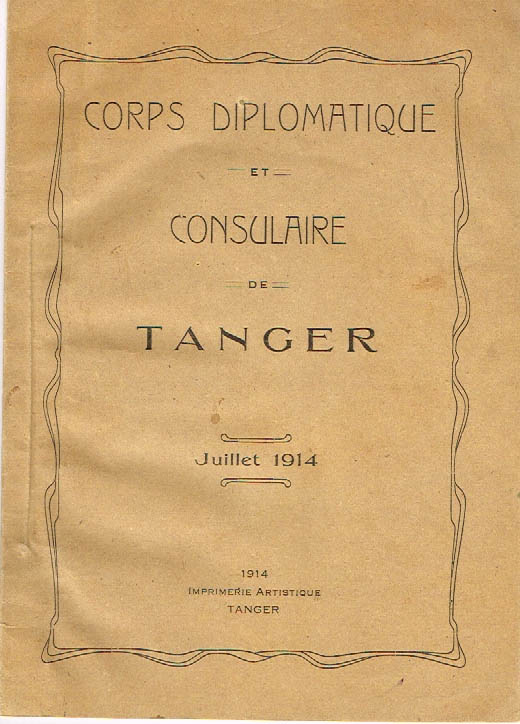 CORPS DIPLOMATIQUE
ET
CONSULAIRE
DE
TANGER
Juillet 1914
1914
IMPRIMERIE ARTISTIQUE
TANGER